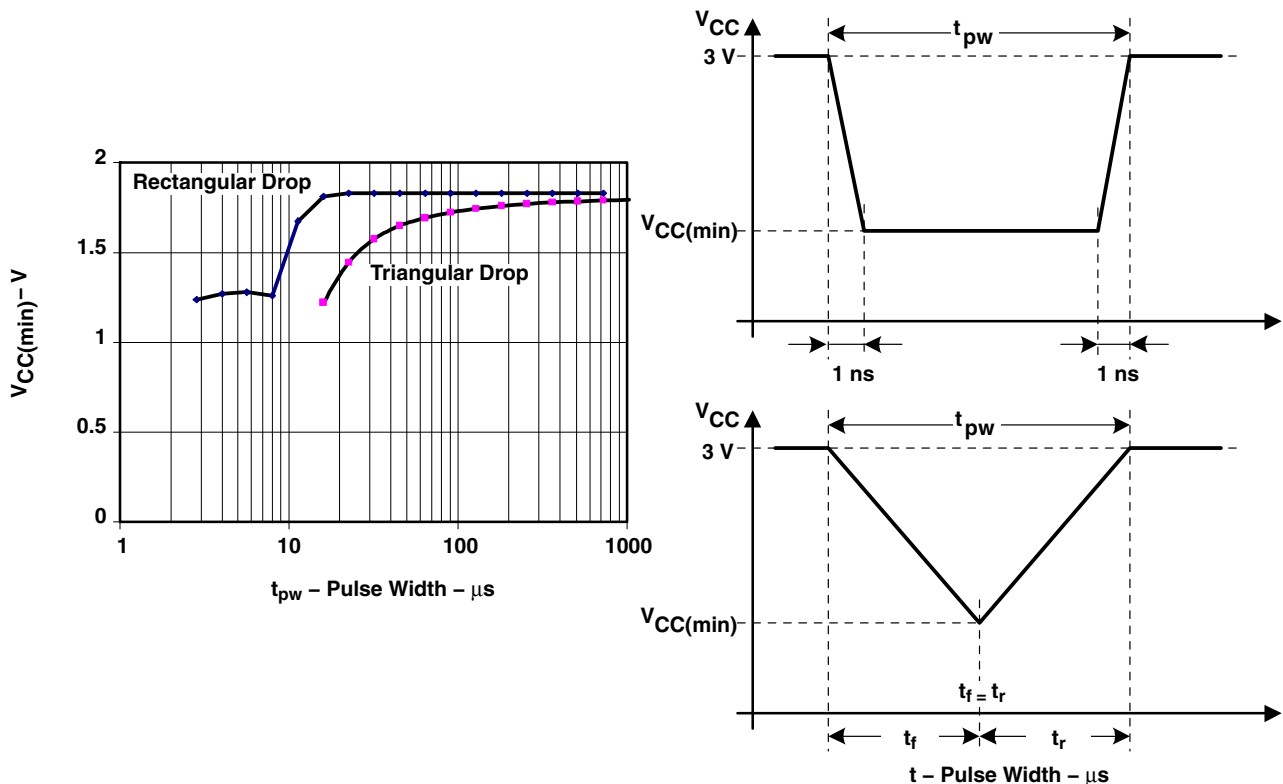 2
1.5
1
0.5
0
VCC(min) – V
Rectangular Drop
Triangular Drop
1
10
100
1000
tpw – Pulse Width – μs
VCC
tpw
3 V
VCC(min)
1 ns
1 ns
VCC
tpw
3 V
VCC(min)
tf = tr
tf
tr
t – Pulse Width – μs